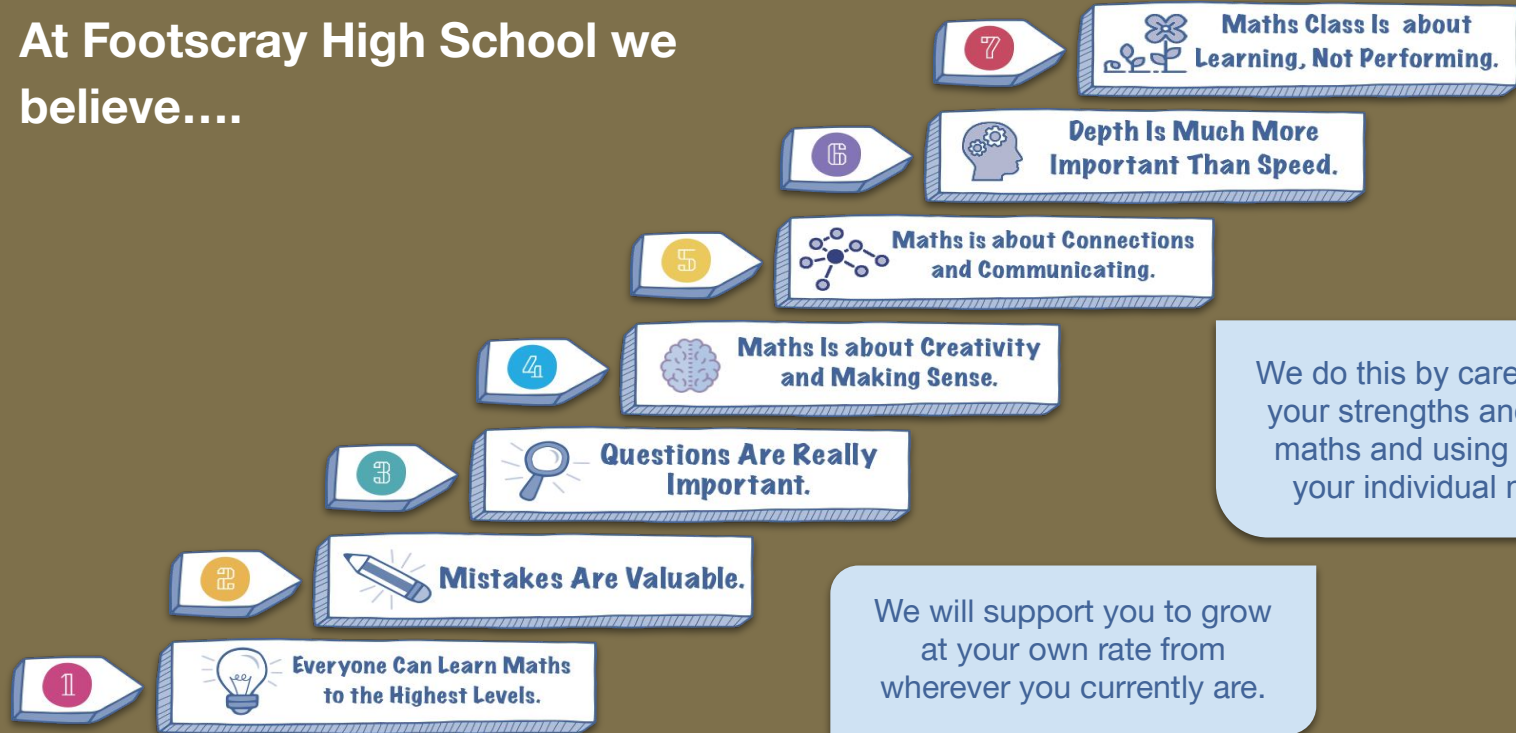 At Footscray High School we
believe....
7
Maths Class Is about
Learning, Not Performing.
6
Depth Is Much More
Important Than Speed.
5
Maths is about Connections
and Communicating.
4
Maths Is about Creativity
and Making Sense.
3
Questions Are Really
Important.
2
Mistakes Are Valuable.
1
Everyone Can Learn Maths
to the Highest Levels.
We do this by
your strengths
maths and using
your individual
We will support you to grow
at your own rate from
wherever you currently are.